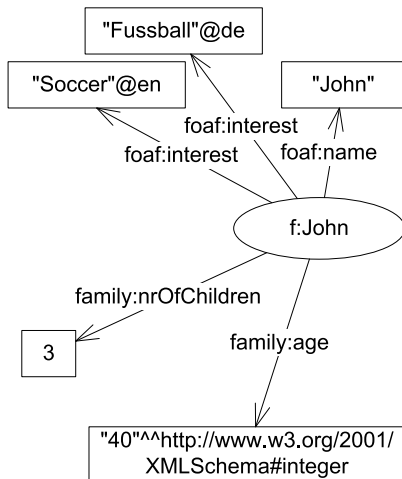 "Fussball"@de
"Soccer"@en
"John"
foaf:interest
foaf:interest
foaf:name
f:John
family:nrOfChildren
family:age
3
"40"^^http://www.w3.org/2001/
XMLSchema#integer